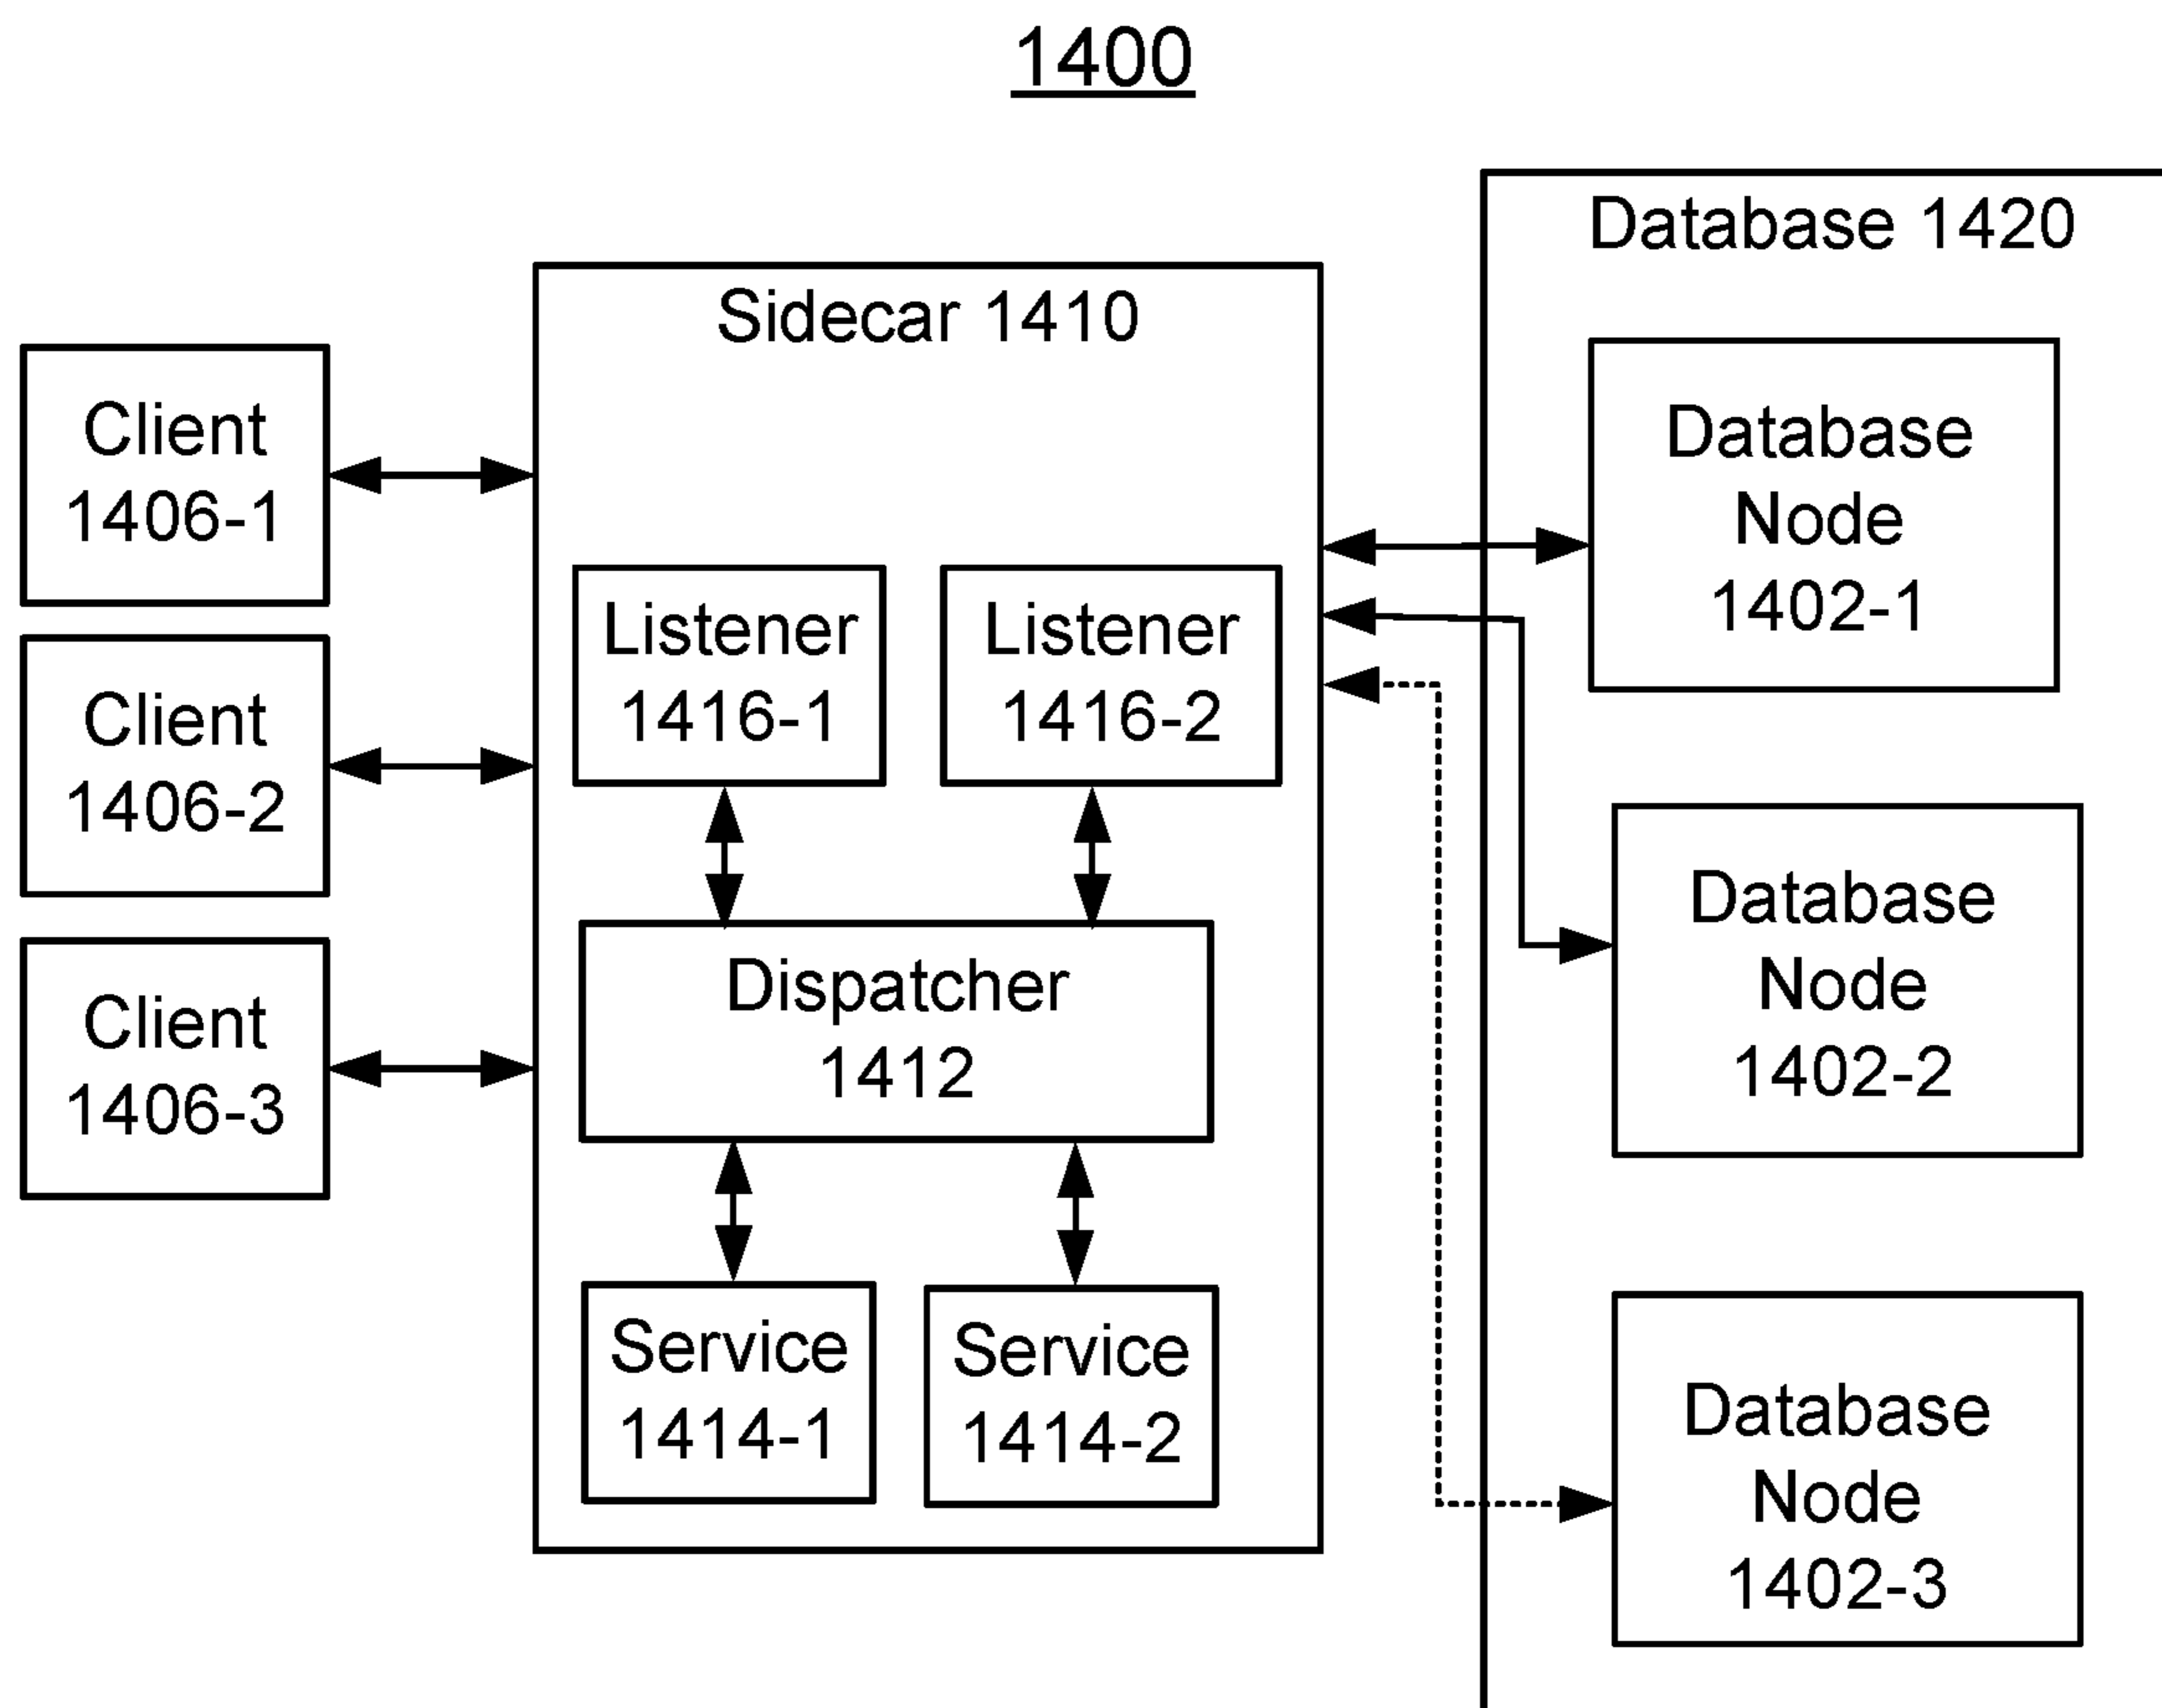 1400
Client
1406-1
Client
1406-2
Client
1406-3
Sidecar 1410
Listener
1416-1
Listener
1416-2
Dispatcher
1412
Service
1414-1
Service
1414-2
Database 1420
Database
Node
1402-1
Database
Node
1402-2
Database
Node
1402-3